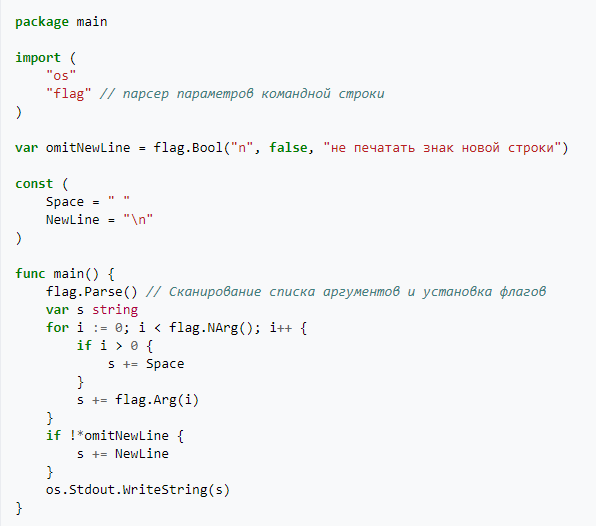 package main
import (
    "os"
    "flag" // парсер параметров командной строки
)
var omitNewLine = flag.Bool("n", false, "не печатать знак новой строки")
const (
    Space = " "
    NewLine = "\n"
)
func main() {
    flag.Parse() // Сканирование списка аргументов и установка флагов
    var s string
    for i := 0; i < flag.NArg(); i++ {
        if i > 0 {
            s += Space
        }
        s += flag.Arg(i)
    }
    if !*omitNewLine {
        s += NewLine
    }
    os.Stdout.WriteString(s)
}